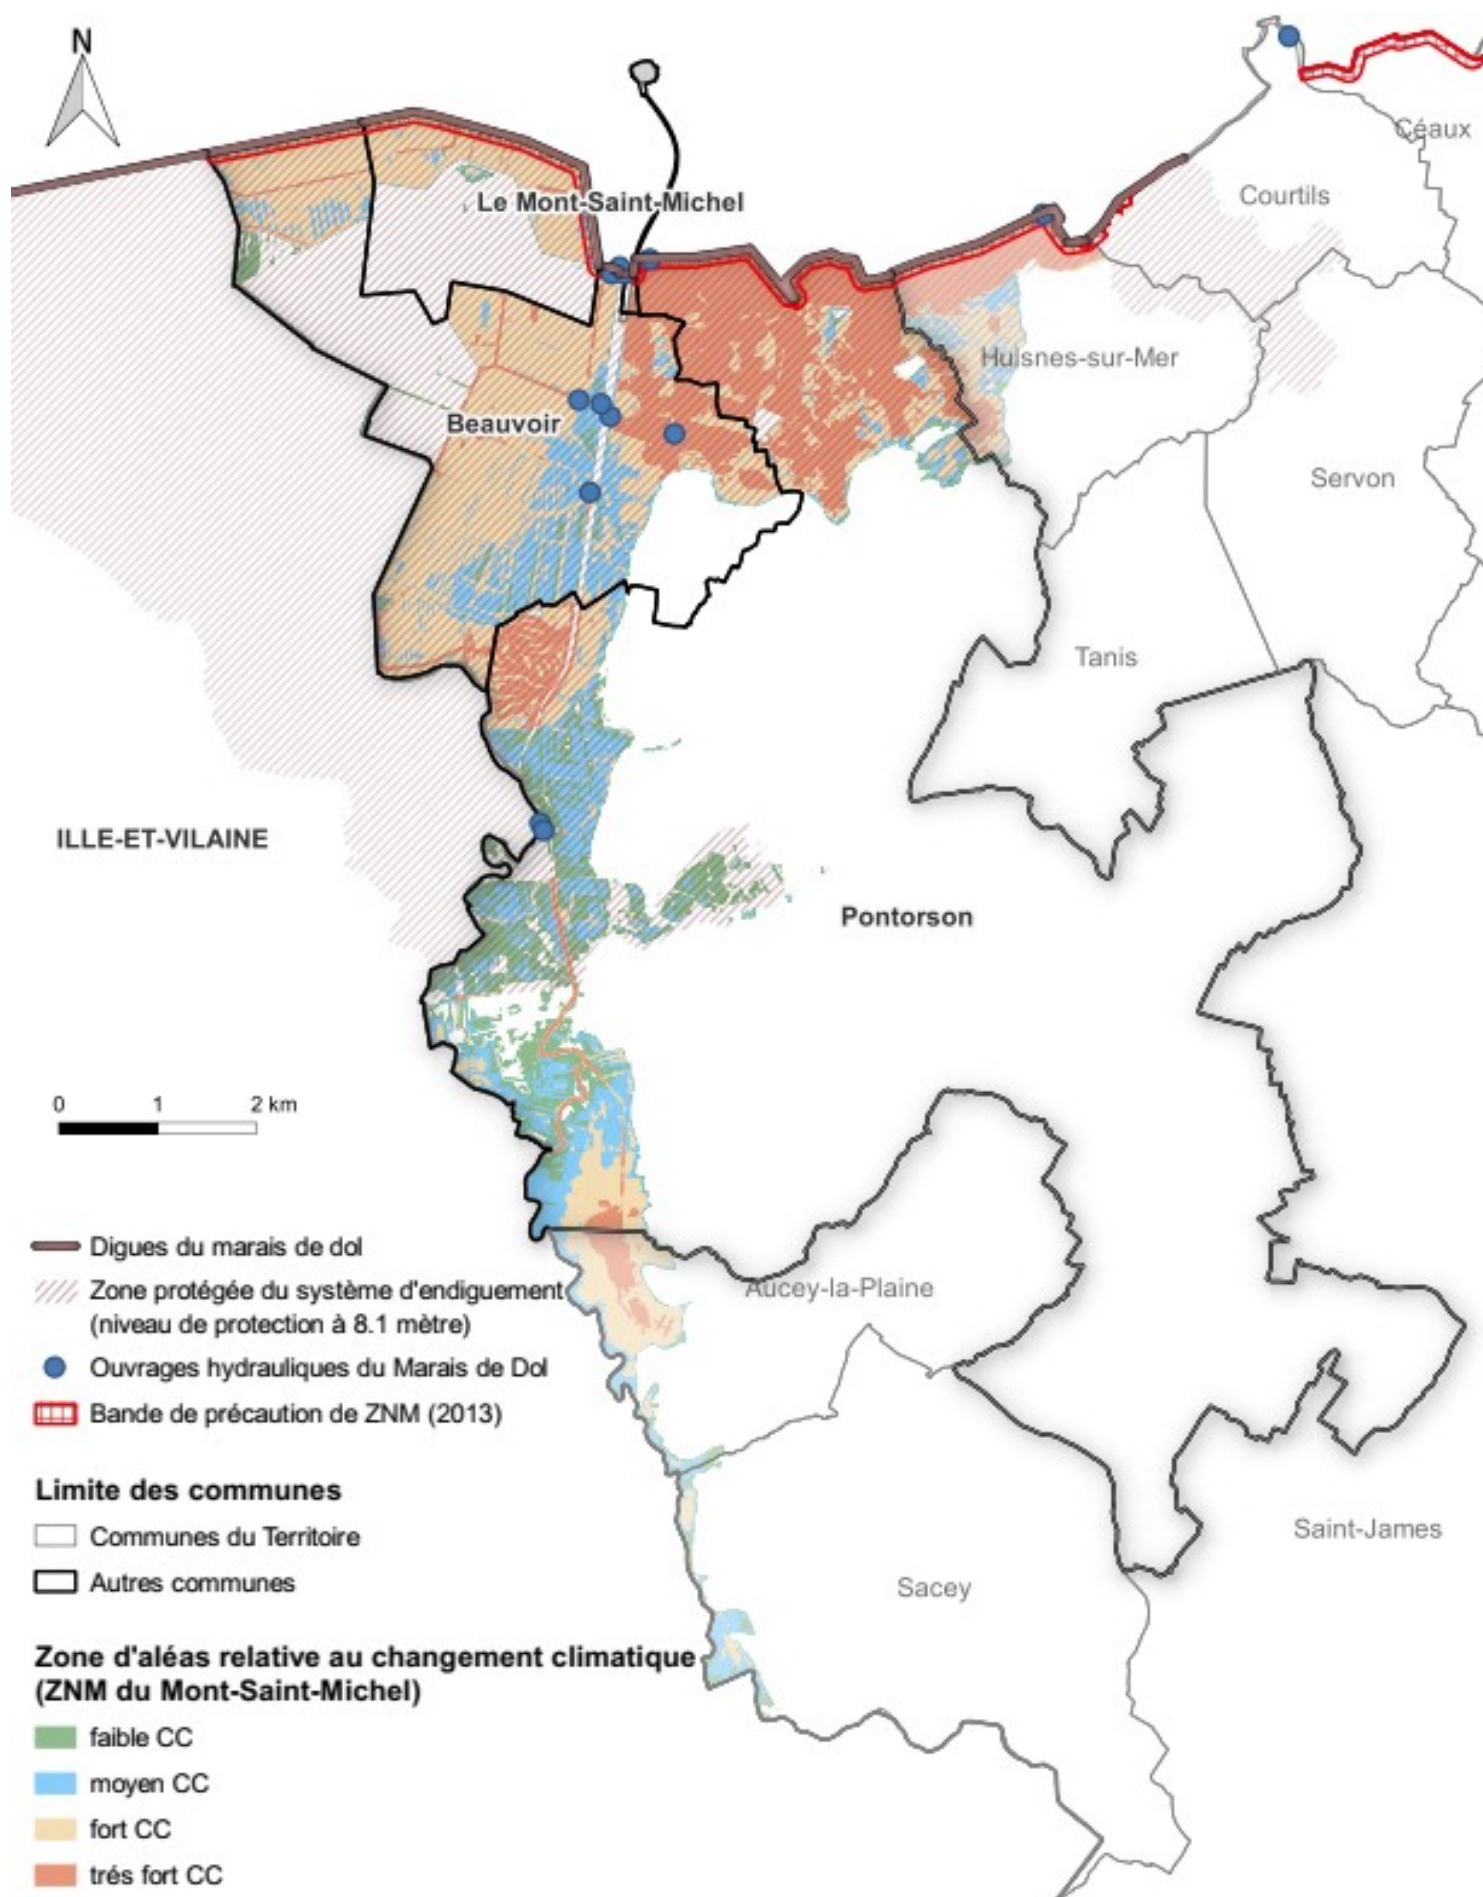 N
Céaux
Courtils
Le Mont-Saint-Michel
Huisnes-sur-Mer
Beauvoir
Servon
Tanis
ILLE-ET-VILAINE
Pontorson
0 1 2 km
Digues du marais de dol
Zone protégée du système d'endiguement
(niveau de protection à 8.1 mètre)
Aucey-la-Plaine
Ouvrages hydrauliques du Marais de Dol
Bande de précaution de ZNM (2013)
Limite des communes
Communes du Territoire
Autres communes
Saint-James
Sacey
Zone d'aléas relative au changement climatique
(ZNM du Mont-Saint-Michel)
faible CC
moyen CC
fort CC
trés fort CC